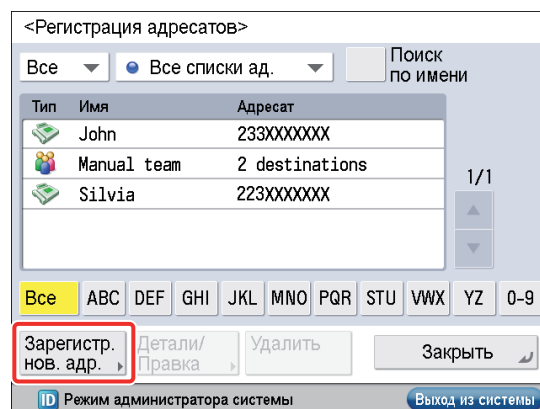 <Регистрация адресатов>
Все Все списки ад. Поиск по имени
Тип Имя Адресат
John 233XXXXXXX
Manual team 2 destinations
Silvia 223XXXXXXX
1/1
Все ABC DEF GHI JKL MNO PQR STU VWX YZ 0-9
Зарегистр. нов. адр.
Детали/ Правка
Удалить
Закрыть
ID Режим администратора системы Выход из системы